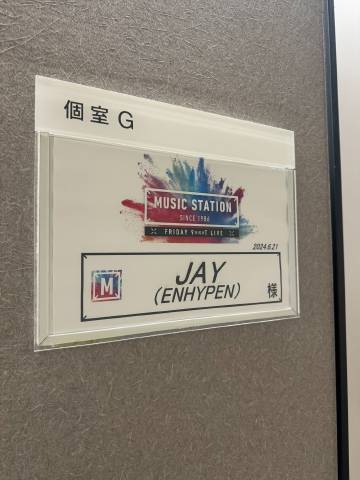 個室 G
MUSIC STATION
SINCE 1986
FRIDAY 9:00PM LIVE
2024.6.21
M
JAY
(ENHYPEN)
様